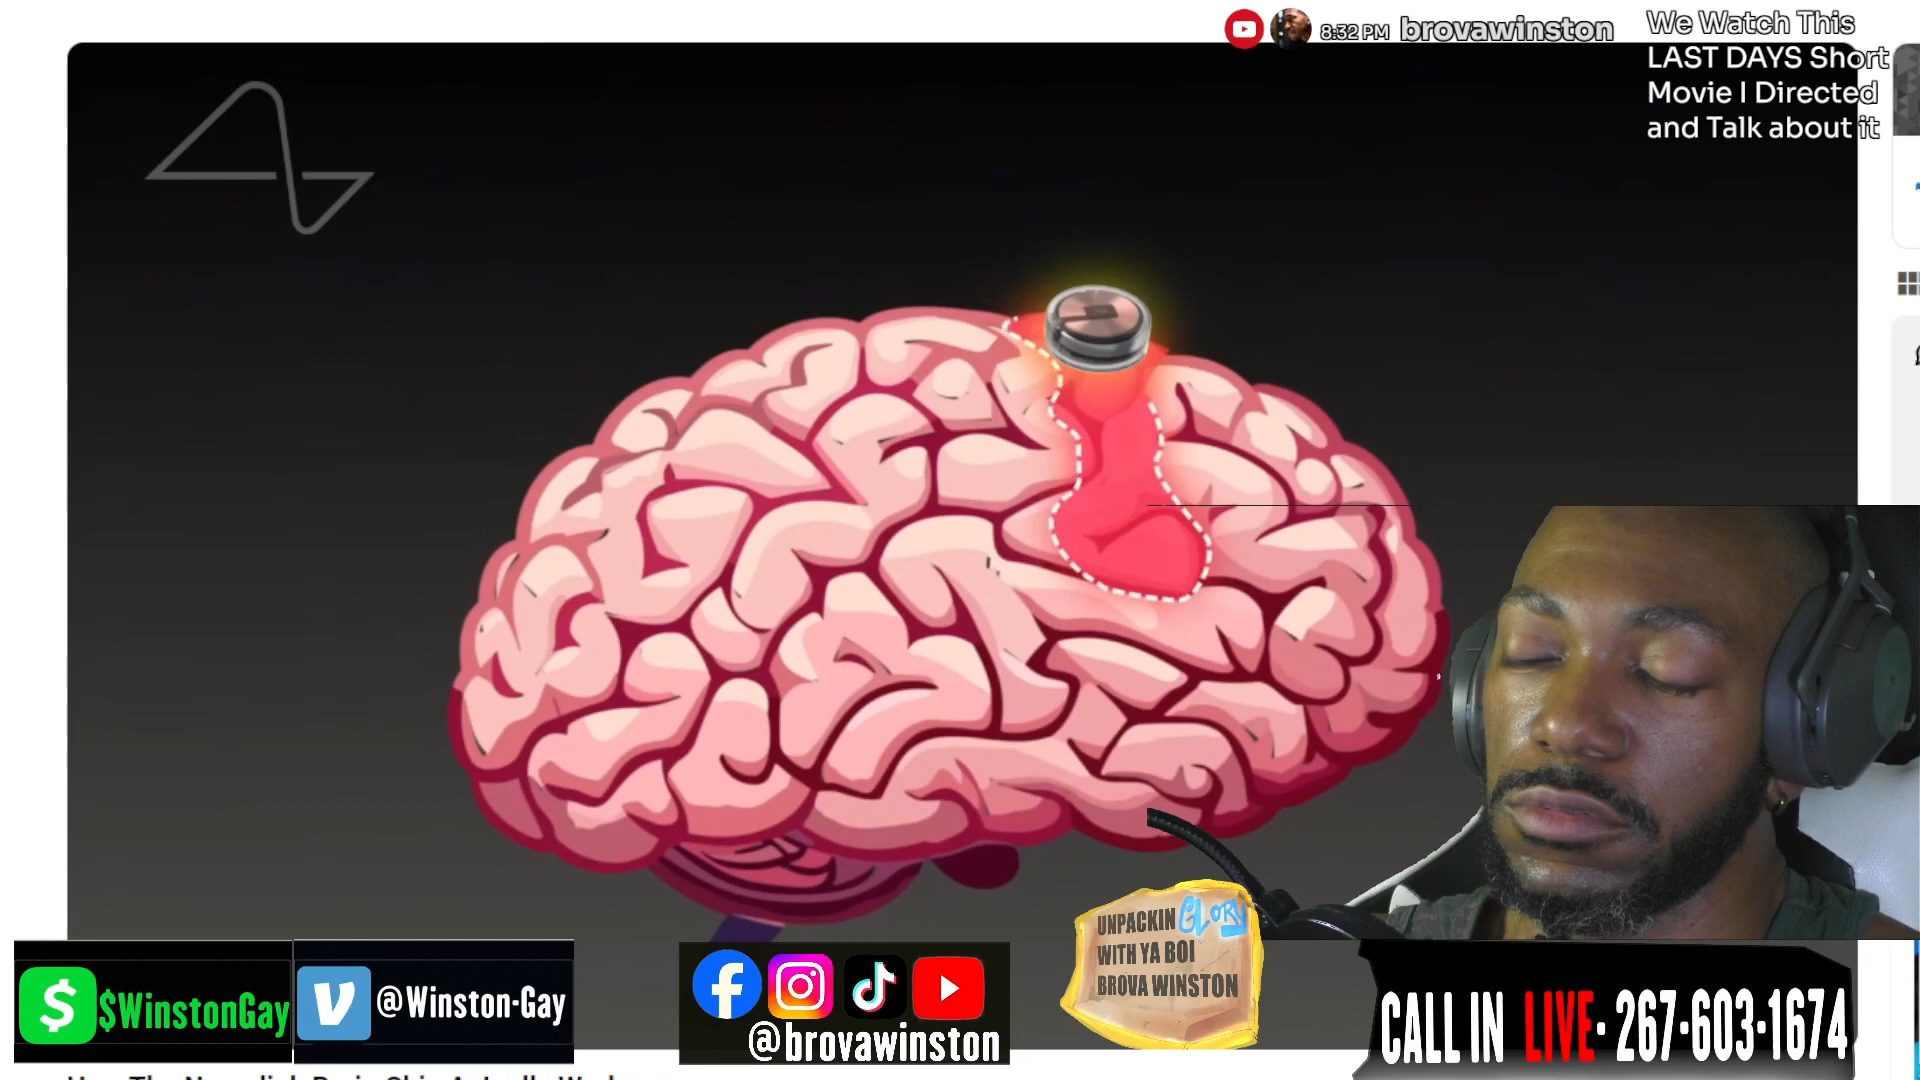 8:32 PM brovawinston
We Watch This
LAST DAYS Short
Movie I Directed
and Talk about it
$WinstonGay
@Winston-Gay
@brovawinston
UNPACKIN GLORY
WITH YA BOI
BROVA WINSTON
CALL IN LIVE· 267-603-1674